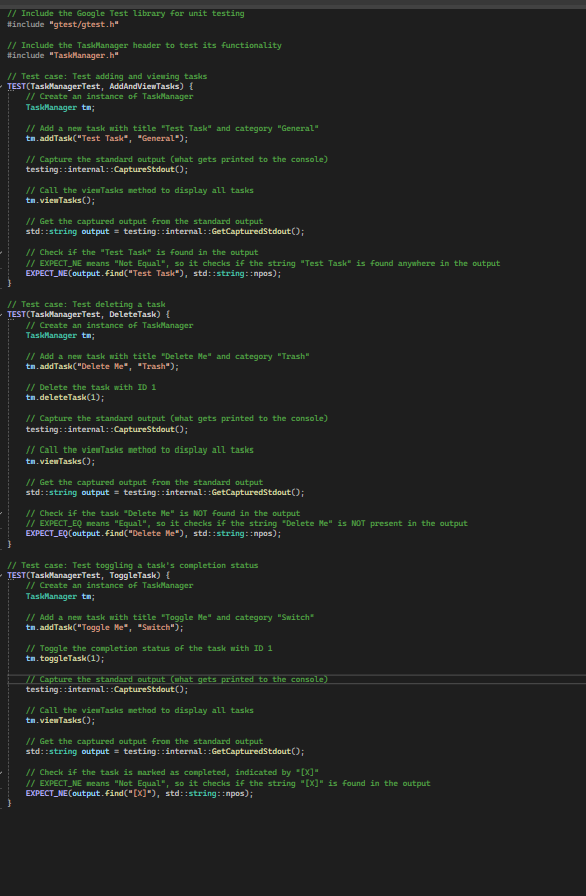 // Include the Google Test library for unit testing
#include "gtest/gtest.h"
// Include the TaskManager header to test its functionality
#include "TaskManager.h"
// Test case: Test adding and viewing tasks
TEST(TaskManagerTest, AddAndViewTasks) {
// Create an instance of TaskManager
TaskManager tm;
// Add a new task with title "Test Task" and category "General"
tm.addTask("Test Task", "General");
// Capture the standard output (what gets printed to the console)
testing::internal::CaptureStdout();
// Call the viewTasks method to display all tasks
tm.viewTasks();
// Get the captured output from the standard output
std::string output = testing::internal::GetCapturedStdout();
// Check if the "Test Task" is found in the output
// EXPECT_NE means "Not Equal", so it checks if the string "Test Task" is found anywhere in the output
EXPECT_NE(output.find("Test Task"), std::string::npos);
}
// Test case: Test deleting a task
TEST(TaskManagerTest, DeleteTask) {
// Create an instance of TaskManager
TaskManager tm;
// Add a new task with title "Delete Me" and category "Trash"
tm.addTask("Delete Me", "Trash");
// Delete the task with ID 1
tm.deleteTask(1);
// Capture the standard output (what gets printed to the console)
testing::internal::CaptureStdout();
// Call the viewTasks method to display all tasks
tm.viewTasks();
// Get the captured output from the standard output
std::string output = testing::internal::GetCapturedStdout();
// Check if the task "Delete Me" is NOT found in the output
// EXPECT_EQ means "Equal", so it checks if the string "Delete Me" is NOT present in the output
EXPECT_EQ(output.find("Delete Me"), std::string::npos);
}
// Test case: Test toggling a task's completion status
TEST(TaskManagerTest, ToggleTask) {
// Create an instance of TaskManager
TaskManager tm;
// Add a new task with title "Toggle Me" and category "Switch"
tm.addTask("Toggle Me", "Switch");
// Toggle the completion status of the task with ID 1
tm.toggleTask(1);
// Capture the standard output (what gets printed to the console)
testing::internal::CaptureStdout();
// Call the viewTasks method to display all tasks
tm.viewTasks();
// Get the captured output from the standard output
std::string output = testing::internal::GetCapturedStdout();
// Check if the task is marked as completed, indicated by "[X]"
// EXPECT_NE means "Not Equal", so it checks if the string "[X]" is found in the output
EXPECT_NE(output.find("[X]"), std::string::npos);
}